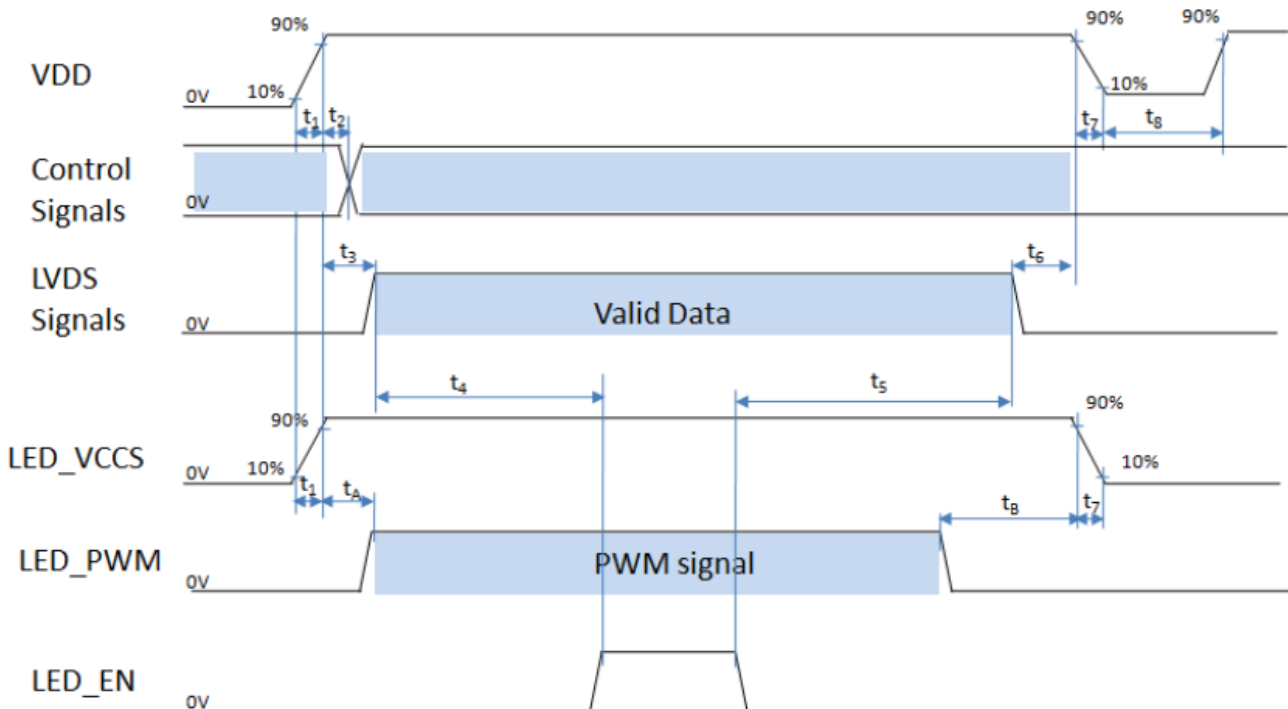 90% 90% 90%
VDD
0V 10% 10%
t1 t2 t7 t8
Control
Signals
0V
t3 t6
LVDS
Signals
Valid Data
0V
t4 t5
90% 90%
LED_VCCS
0V 10% 10%
t1 tA tB t7
LED_PWM
PWM signal
0V
LED_EN
0V